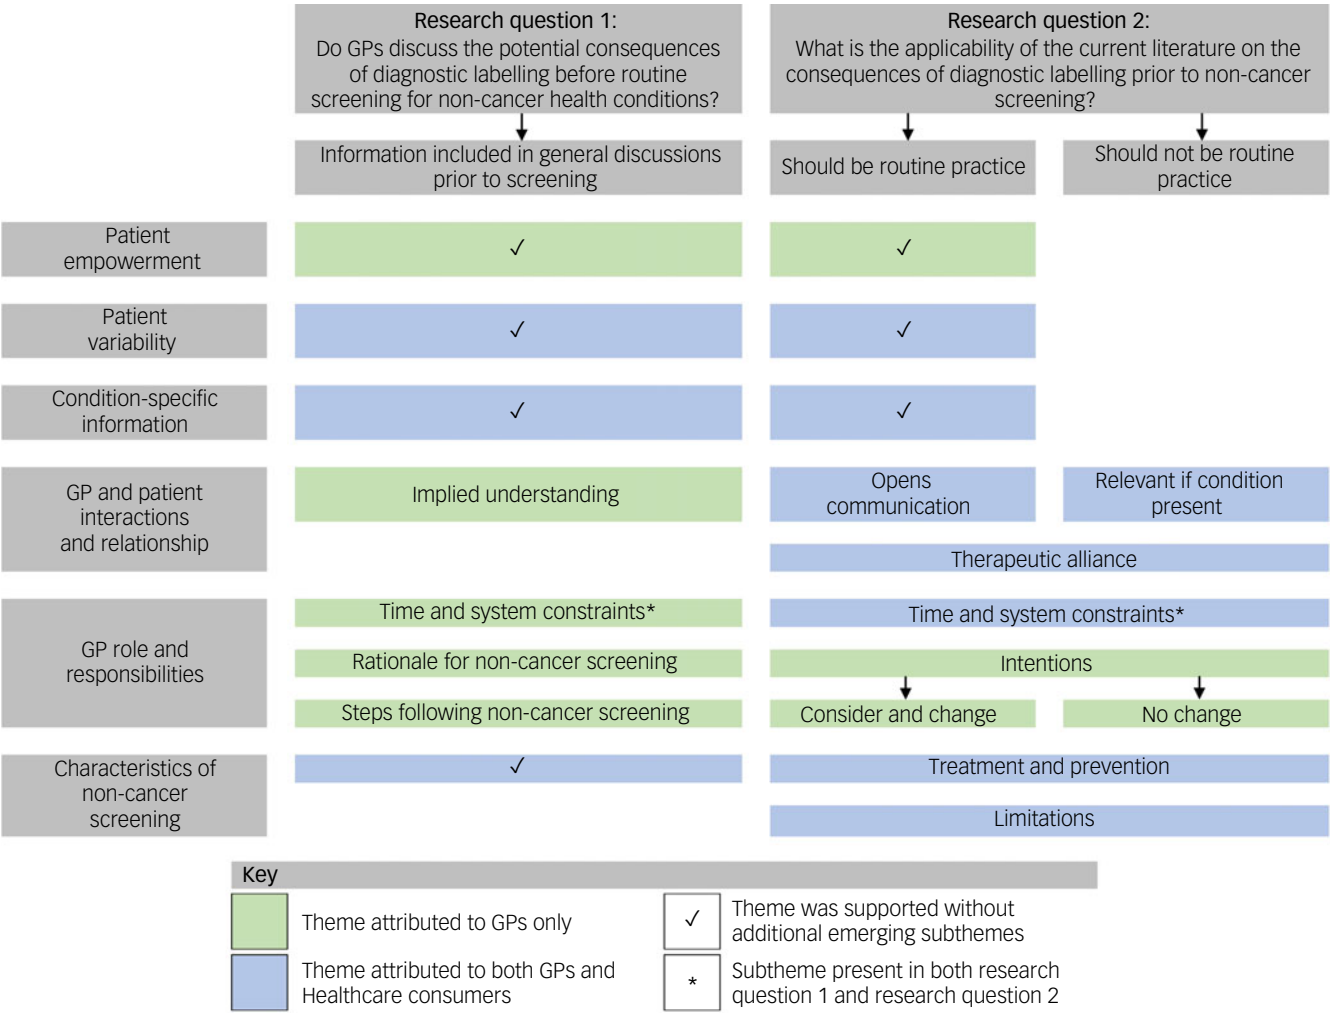 Research question 1:
Do GPs discuss the potential consequences
of diagnostic labelling before routine
screening for non-cancer health conditions?
Research question 2:
What is the applicability of the current literature on the
consequences of diagnostic labelling prior to non-cancer
screening?
Information included in general discussions
prior to screening
Should be routine practice
Should not be routine
practice
Patient
empowerment
✓
✓
Patient
variability
✓
✓
Condition-specific
information
✓
✓
GP and patient
interactions
and relationship
Implied understanding
Opens
communication
Relevant if condition
present
Therapeutic alliance
GP role and
responsibilities
Time and system constraints*
Time and system constraints*
Rationale for non-cancer screening
Intentions
Steps following non-cancer screening
Consider and change
No change
Characteristics of
non-cancer
screening
✓
Treatment and prevention
Limitations
Key
Theme attributed to GPs only
✓
Theme was supported without
additional emerging subthemes
Theme attributed to both GPs and
Healthcare consumers
*
Subtheme present in both research
question 1 and research question 2